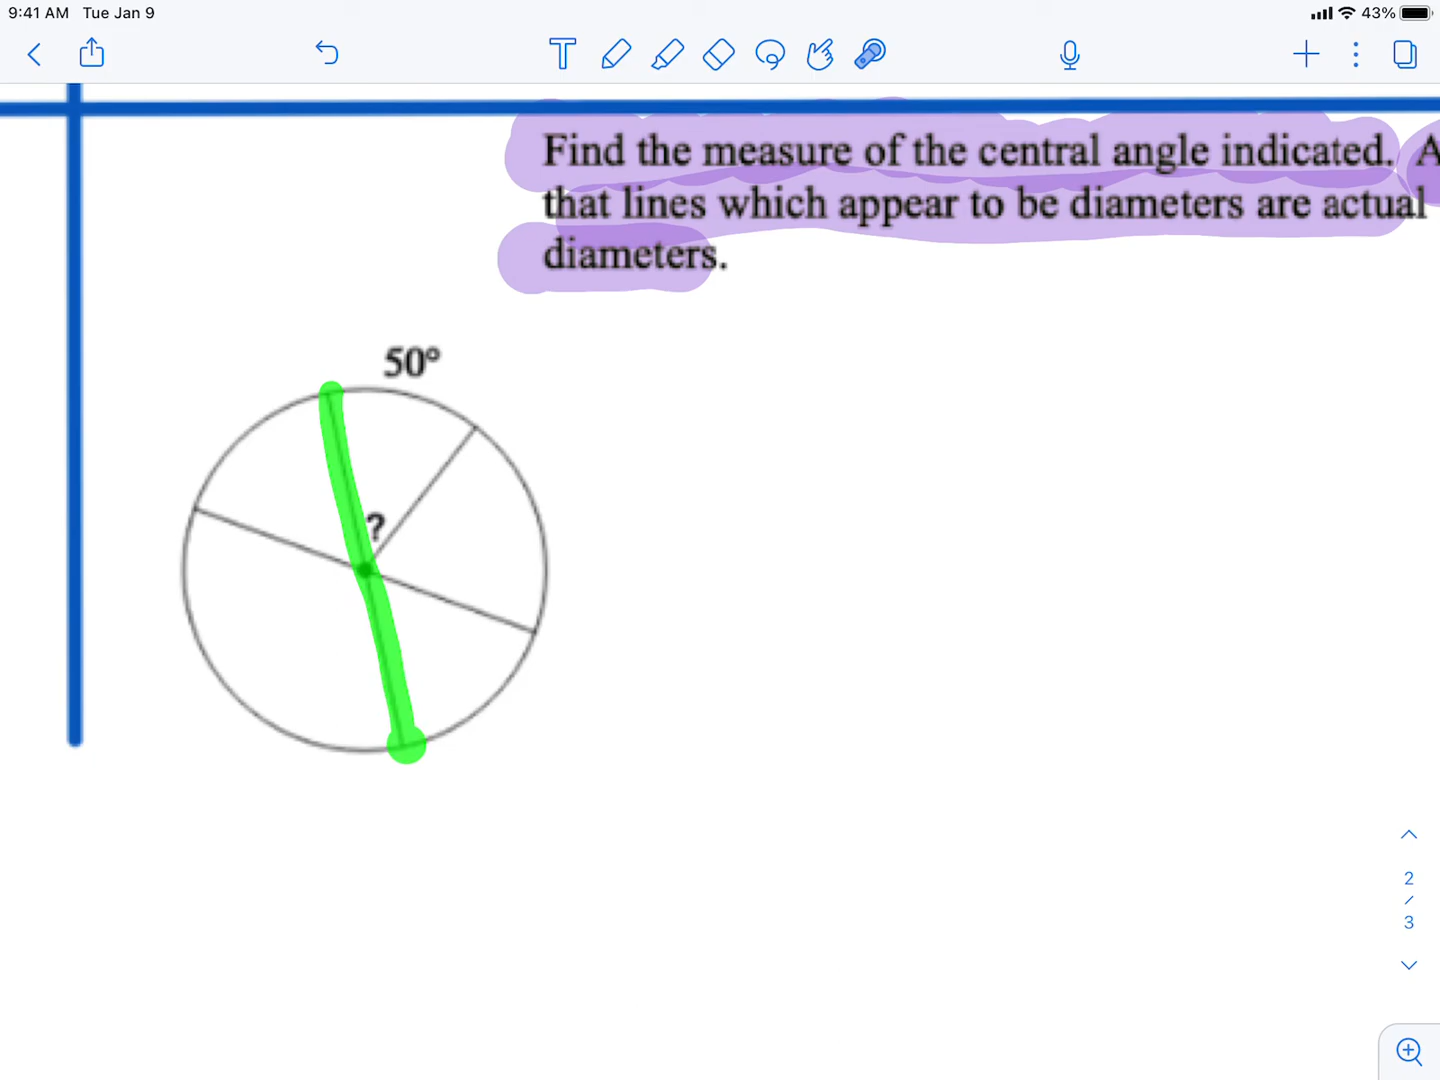 9:41 AM Tue Jan 9
43%
Find the measure of the central angle indicated. A
that lines which appear to be diameters are actual
diameters.
50°
?
2
/
3